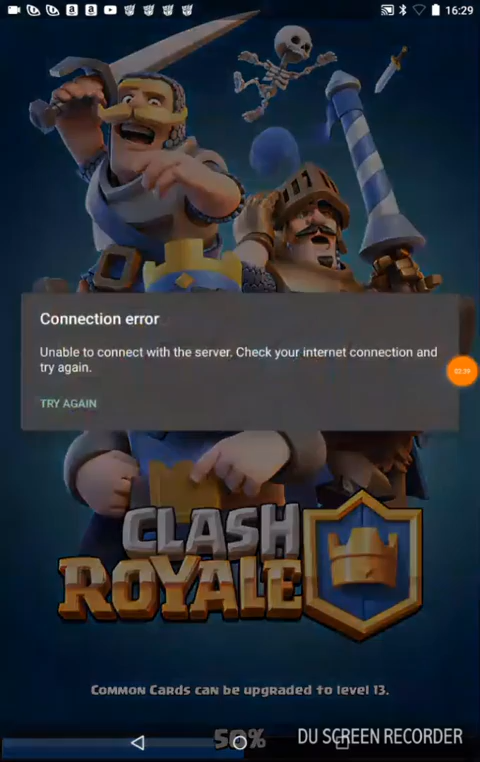 16:29
Connection error
Unable to connect with the server. Check your internet connection and
try again.
TRY AGAIN
CLASH
ROYALE
Common Cards can be upgraded to level 13.
50%
DU SCREEN RECORDER